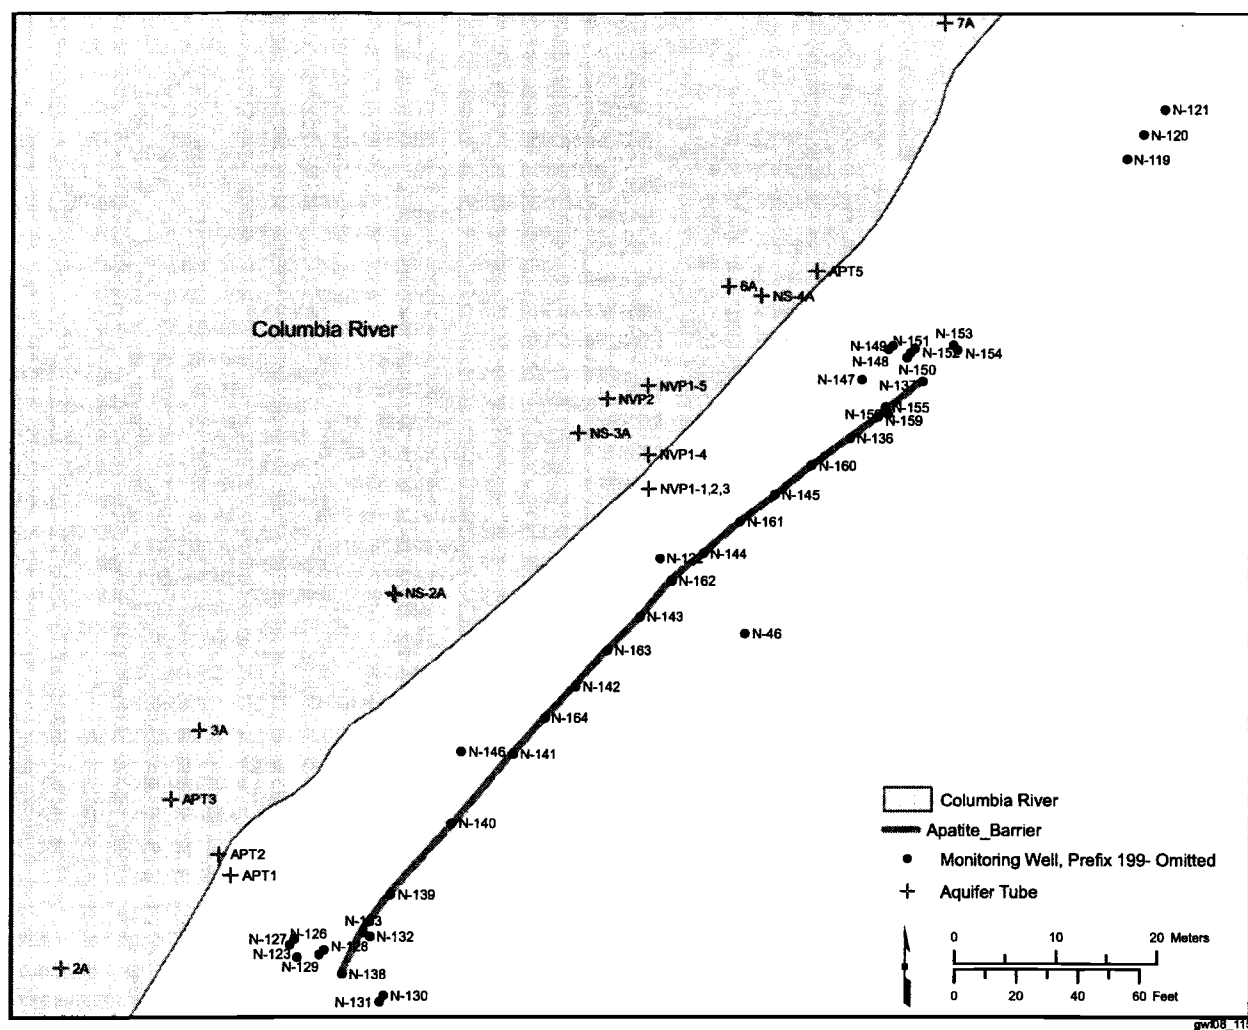 7A
N-121
N-120
N-119
APT5
6A
NS-4A
Columbia River
N-153
N-151
N-149
N-152
N-154
N-148
N-150
NVP1-5
N-147
N-137
NVP2
N-155
N-159
NS-3A
N-136
NVP1-4
N-160
NVP1-1,2,3
N-145
N-161
N-144
N-162
NS-2A
N-143
N-46
N-163
N-142
N-164
3A
N-146
N-141
APT3
Columbia River
N-140
Apatite_Barrier
APT2
Monitoring Well, Prefix 199- Omitted
APT1
Aquifer Tube
N-139
N-132
N-126
N-127
N-128
N-123
N-129
0 10 20 Meters
2A
N-138
0 20 40 60 Feet
N-130
N-131